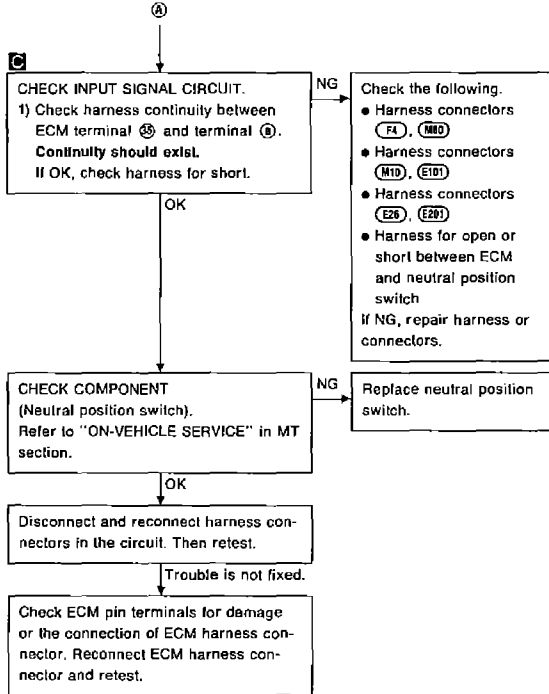 Ⓐ
C
CHECK INPUT SIGNAL CIRCUIT.
1) Check harness continuity between
ECM terminal ㉟ and terminal ⓑ.
Continuity should exist.
If OK, check harness for short.
NG
Check the following.
● Harness connectors
F4, M80
● Harness connectors
M10, E101
● Harness connectors
E26, E201
● Harness for open or
short between ECM
and neutral position
switch
If NG, repair harness or
connectors.
OK
CHECK COMPONENT
(Neutral position switch).
Refer to "ON-VEHICLE SERVICE" in MT
section.
NG
Replace neutral position
switch.
OK
Disconnect and reconnect harness con-
nectors in the circuit. Then retest.
Trouble is not fixed.
Check ECM pin terminals for damage
or the connection of ECM harness con-
nector. Reconnect ECM harness con-
nector and retest.